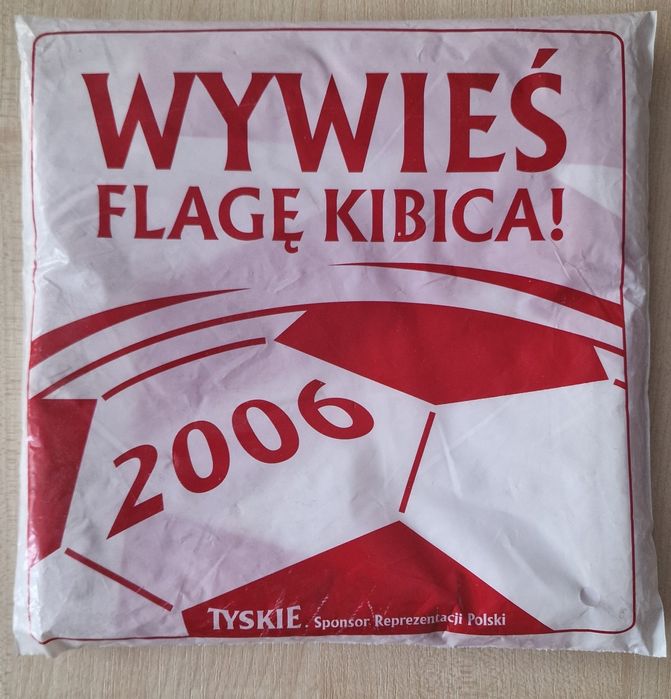 WYWIEŚ
FLAGĘ KIBICA!
2006
TYSKIE. Sponsor Reprezentacji Polski